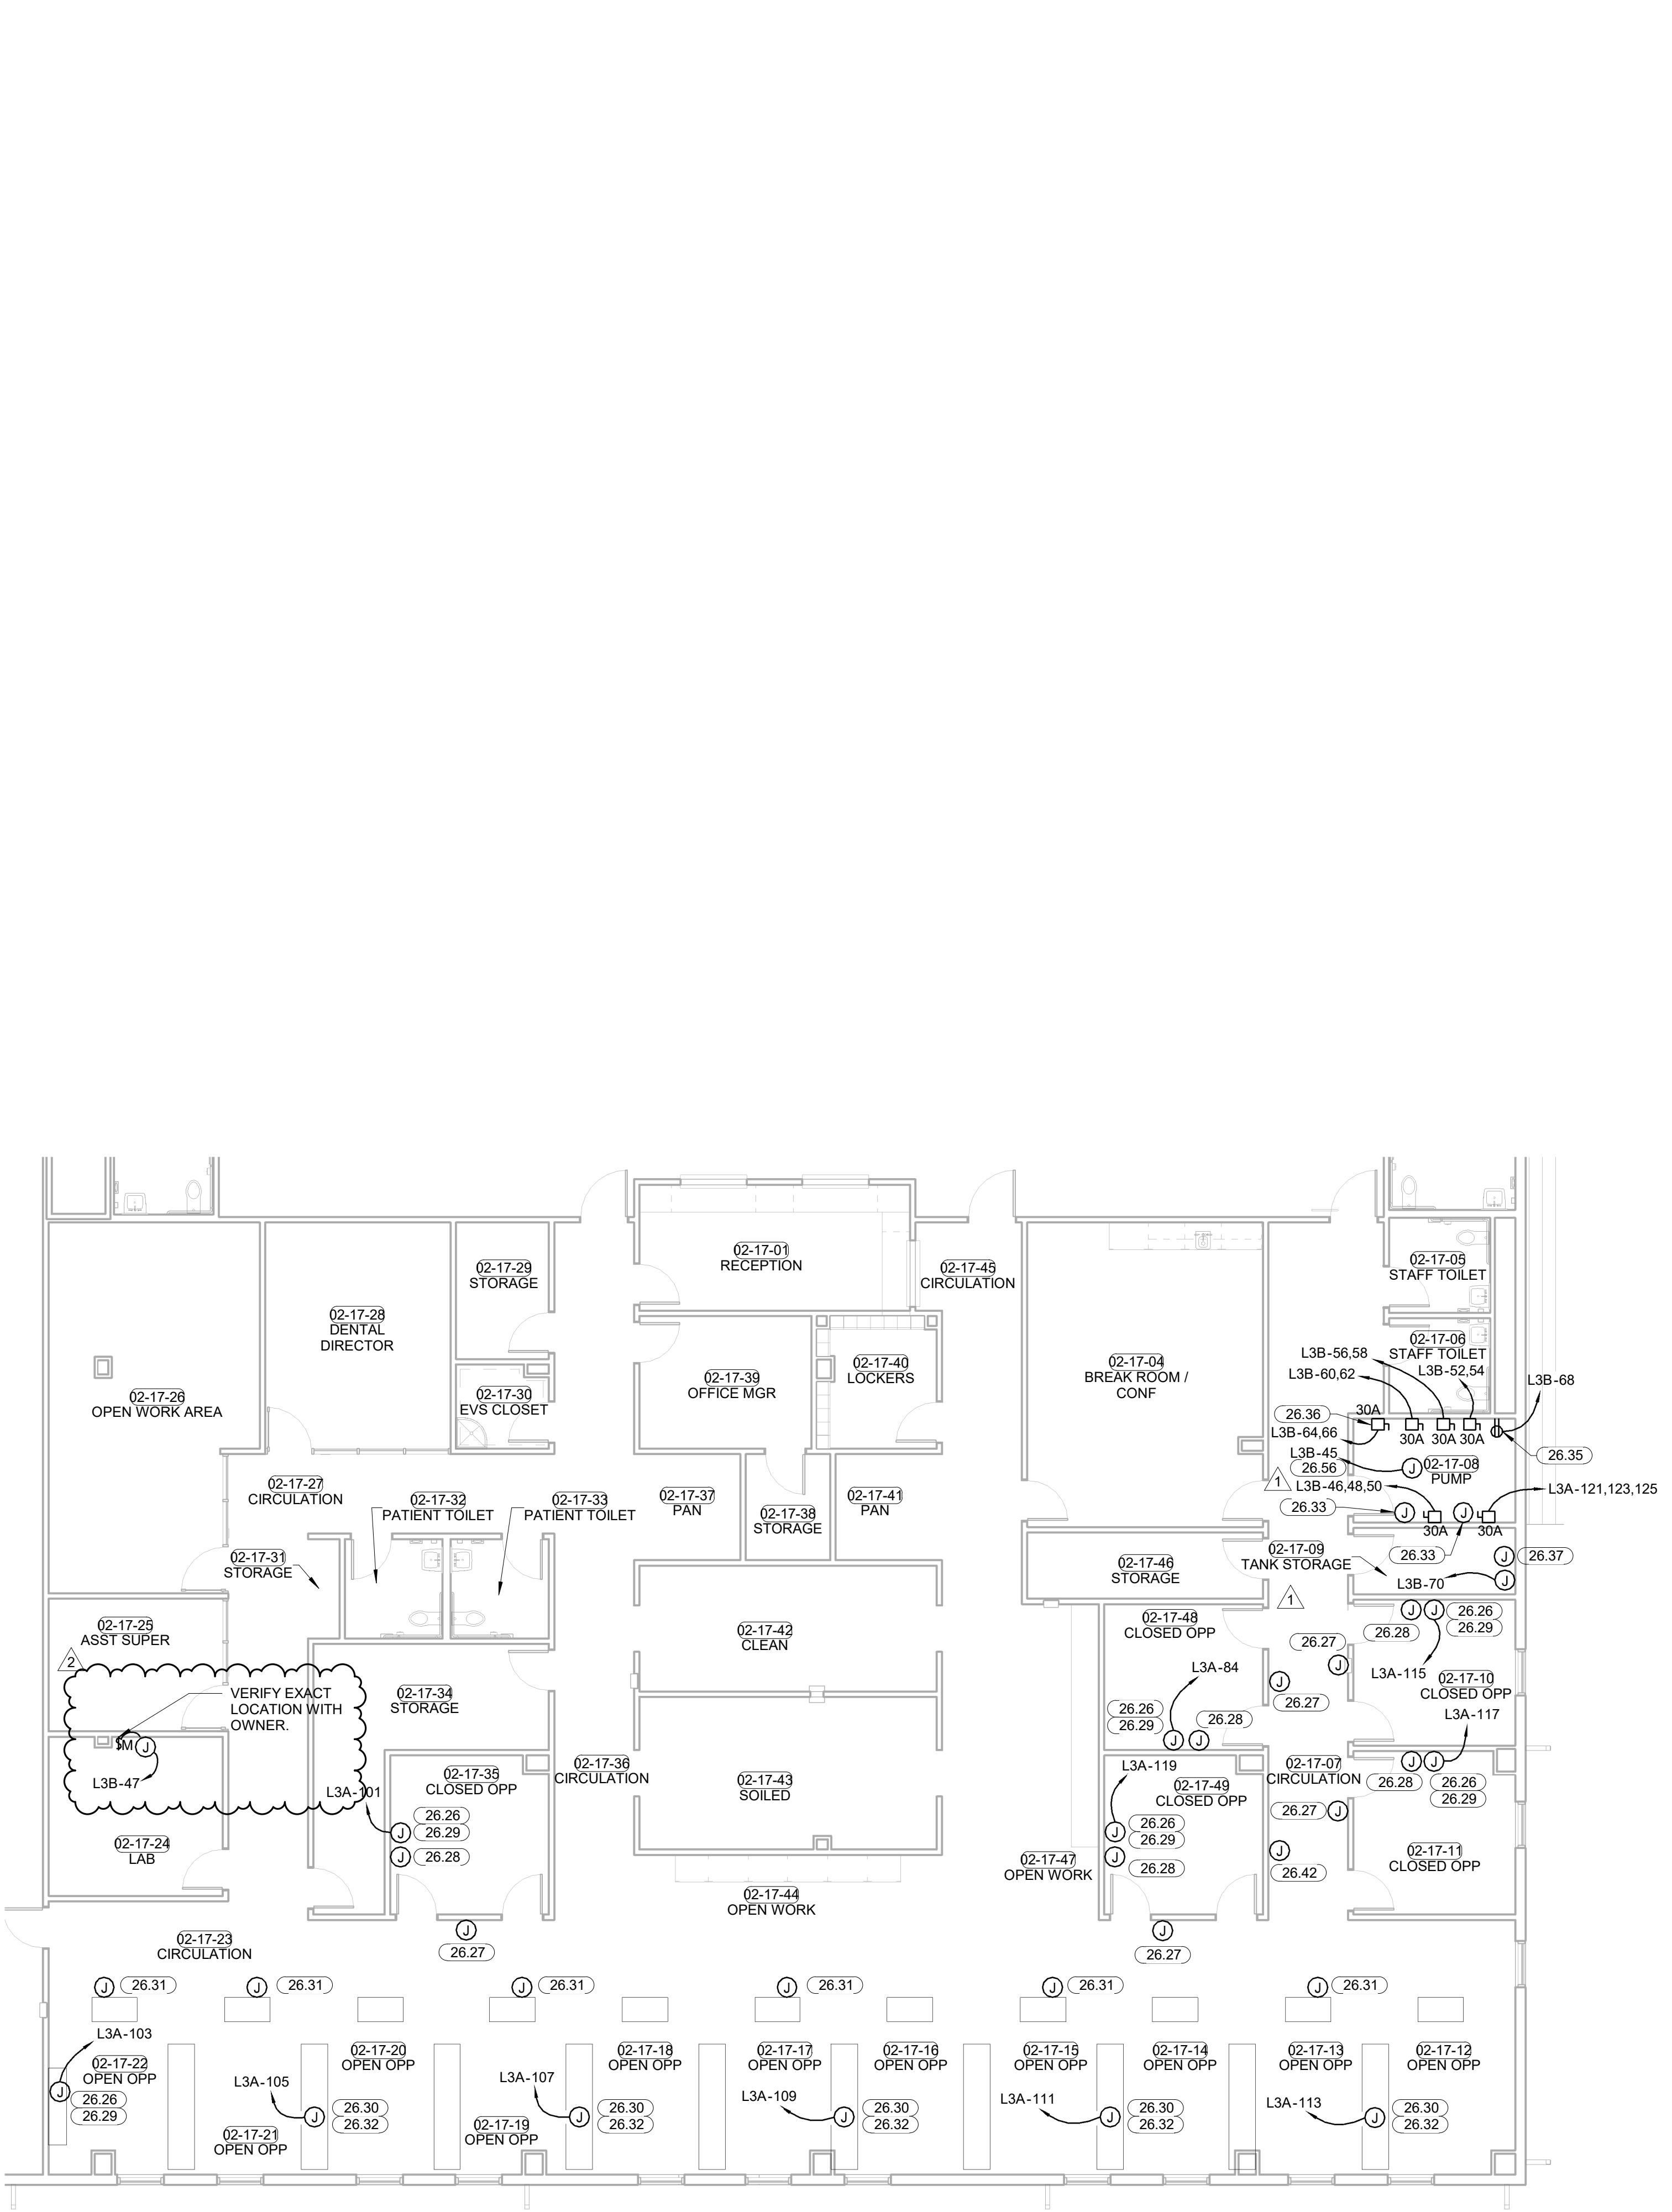 02-17-01
RECEPTION
02-17-05
STAFF TOILET
02-17-29
STORAGE
02-17-45
CIRCULATION
02-17-28
DENTAL
DIRECTOR
02-17-06
STAFF TOILET
L3B-56,58
L3B-52,54
L3B-60,62
L3B-68
02-17-04
BREAK ROOM /
CONF
02-17-40
LOCKERS
02-17-39
OFFICE MGR
02-17-26
OPEN WORK AREA
02-17-30
EVS CLOSET
30A
26.36
L3B-64,66
30A
30A
30A
L3B-45
26.56
J
02-17-08
PUMP
26.35
1
L3B-46,48,50
L3A-121,123,125
26.33
J
J
30A
30A
02-17-27
CIRCULATION
02-17-32
PATIENT TOILET
02-17-33
PATIENT TOILET
02-17-37
PAN
02-17-38
STORAGE
02-17-41
PAN
02-17-31
STORAGE
02-17-46
STORAGE
02-17-09
TANK STORAGE
26.33
J
26.37
L3B-70
J
1
02-17-25
ASST SUPER
02-17-42
CLEAN
02-17-48
CLOSED OPP
J
J
26.26
26.29
26.28
26.27
J
L3A-115
02-17-10
CLOSED OPP
2
VERIFY EXACT
LOCATION WITH
OWNER.
02-17-34
STORAGE
L3A-84
J
26.27
26.26
26.29
26.28
J
J
L3A-117
$M
J
L3B-47
L3A-101
02-17-35
CLOSED OPP
02-17-36
CIRCULATION
02-17-43
SOILED
L3A-119
02-17-49
CLOSED OPP
02-17-07
CIRCULATION
J
J
26.28
26.26
26.29
J
26.26
26.29
J
26.28
J
26.26
26.29
J
26.28
26.27
J
J
26.42
02-17-24
LAB
02-17-11
CLOSED OPP
02-17-47
OPEN WORK
02-17-44
OPEN WORK
02-17-23
CIRCULATION
J
26.27
J
26.27
J
26.31
J
26.31
J
26.31
J
26.31
J
26.31
J
26.31
L3A-103
02-17-22
OPEN OPP
J
26.26
26.29
02-17-20
OPEN OPP
02-17-18
OPEN OPP
02-17-17
OPEN OPP
02-17-16
OPEN OPP
02-17-15
OPEN OPP
02-17-14
OPEN OPP
02-17-13
OPEN OPP
02-17-12
OPEN OPP
L3A-105
J
26.30
26.32
L3A-107
J
26.30
26.32
L3A-109
J
26.30
26.32
L3A-111
J
26.30
26.32
L3A-113
J
26.30
26.32
02-17-21
OPEN OPP
02-17-19
OPEN OPP